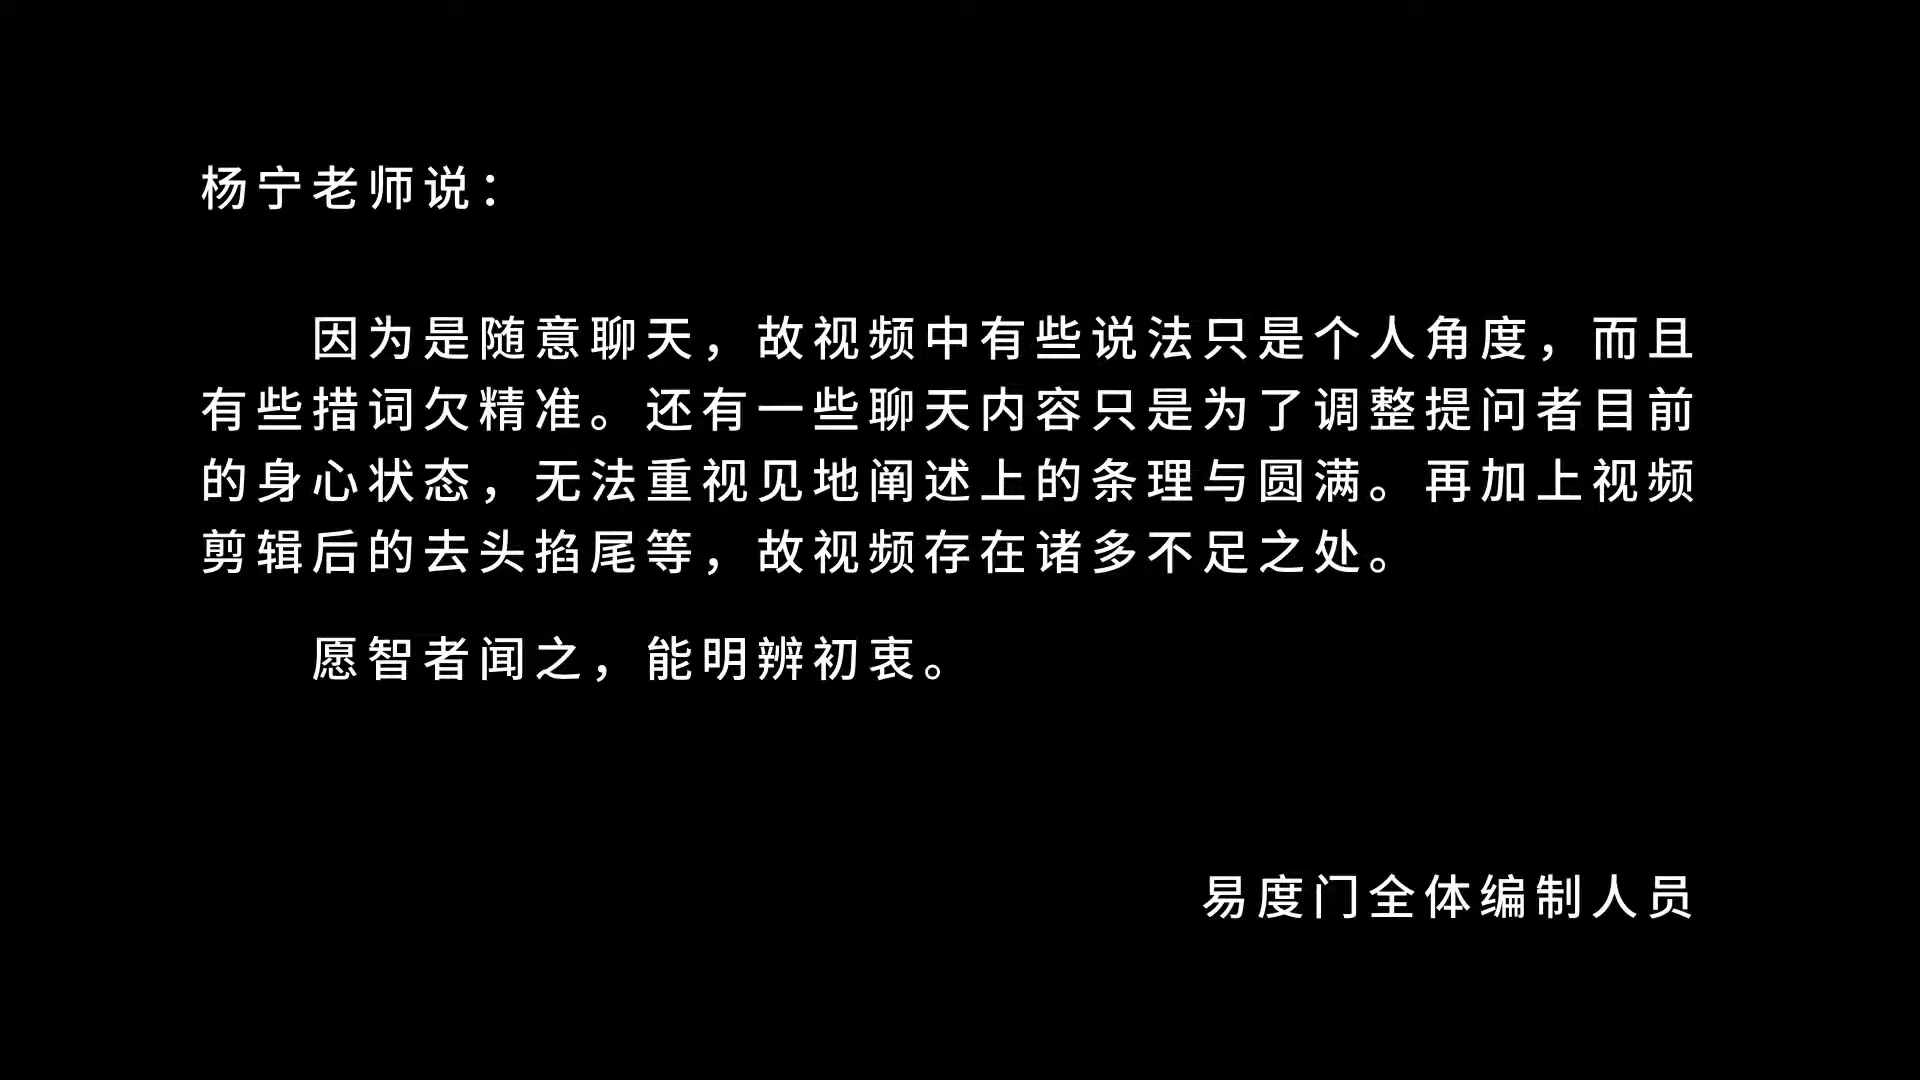 杨宁老师说：
因为是随意聊天，故视频中有些说法只是个人角度，而且
有些措词欠精准。还有一些聊天内容只是为了调整提问者目前
的身心状态，无法重视见地阐述上的条理与圆满。再加上视频
剪辑后的去头掐尾等，故视频存在诸多不足之处。
愿智者闻之，能明辨初衷。
易度门全体编制人员